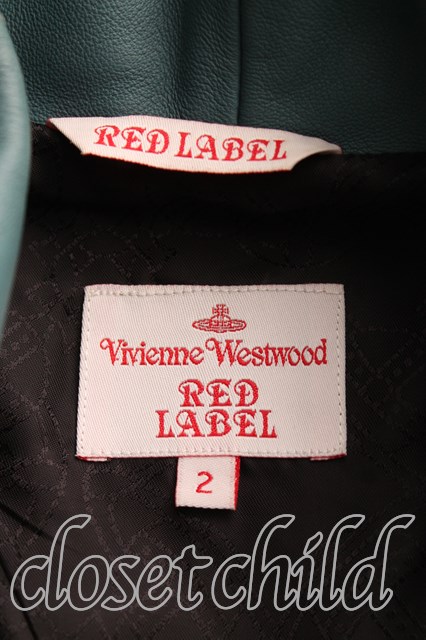 RED LABEL
Vivienne Westwood
RED
LABEL
2
closet child